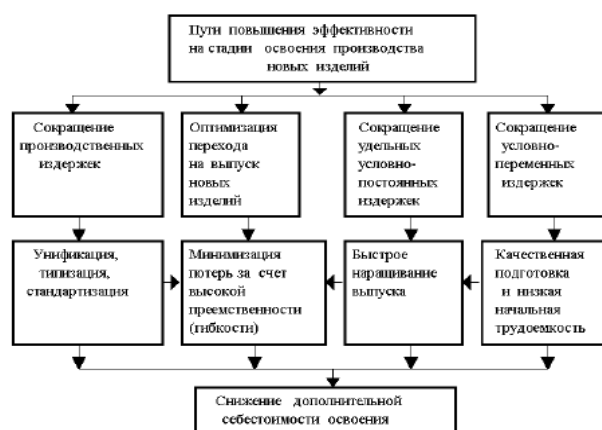 Пути повышения эффективности
на стадии освоения производства
новых изделий
Сокращение
производственных
издержек
Оптимизация
перехода
на выпуск
новых
изделий
Сокращение
удельных
условно-
постоянных
издержек
Сокращение
условно-
переменных
издержек
Унификация,
типизация,
стандартизация
Минимизация
потерь за счет
высокой
преемственности
(гибкости)
Быстрое
наращивание
выпуска
Качественная
подготовка
и низкая
начальная
трудоемкость
Снижение дополнительной
себестоимости освоения